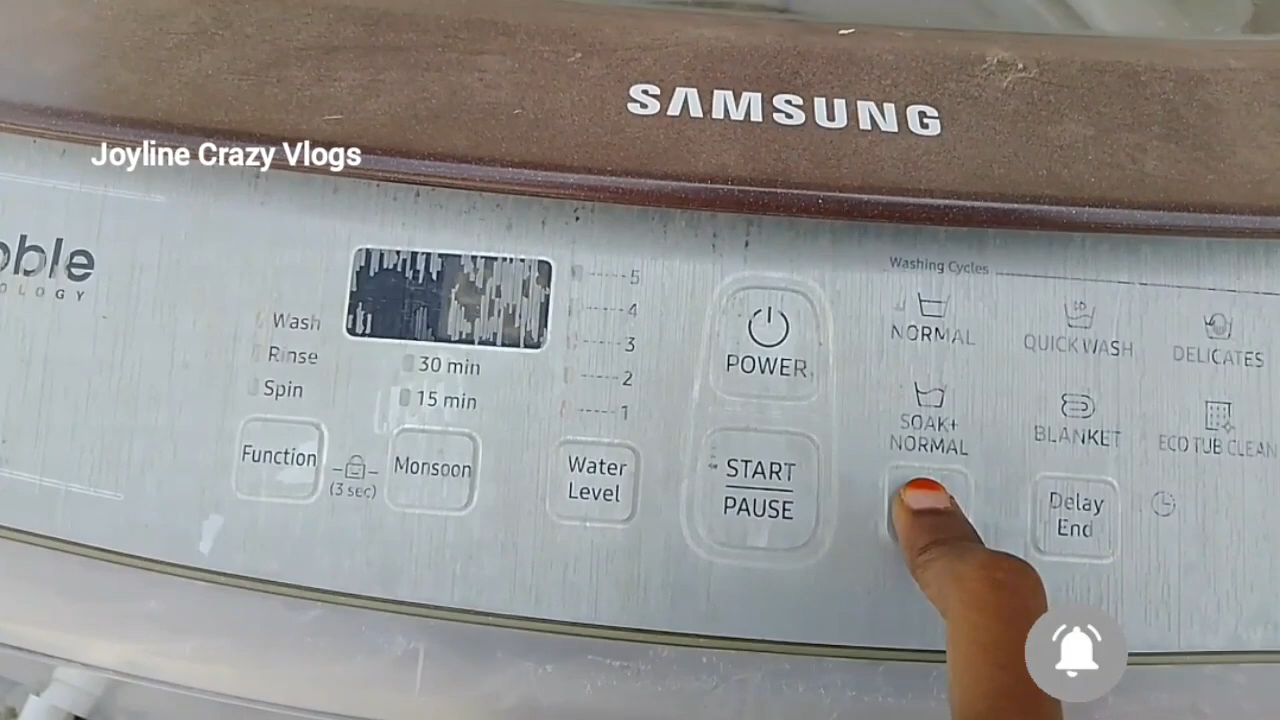 SAMSUNG
Joyline Crazy Vlogs
Washing Cycles
5
4
3
2
1
Wash
Rinse
Spin
30 min
15 min
Function
(3 sec)
Monsoon
Water
Level
POWER
START
PAUSE
NORMAL
QUICK WASH
DELICATES
SOAK+
NORMAL
BLANKET
ECO TUB CLEAN
Delay
End